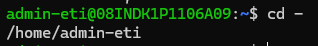 admin-eti@08INDK1P1106A09:~$ cd -
/home/admin-eti